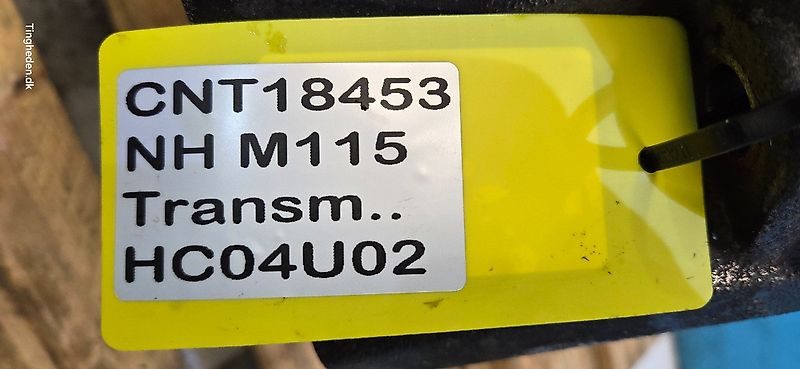 Tingheden.dk
CNT18453
NH M115
Transm..
HC04U02